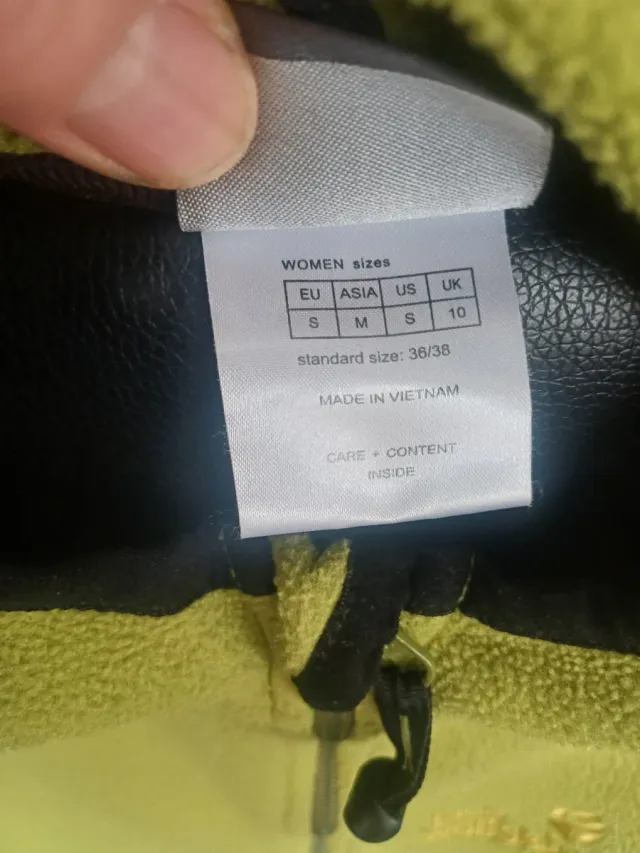 WOMEN sizes
EU ASIA US UK
S M S 10
standard size: 36/38
MADE IN VIETNAM
CARE + CONTENT
INSIDE